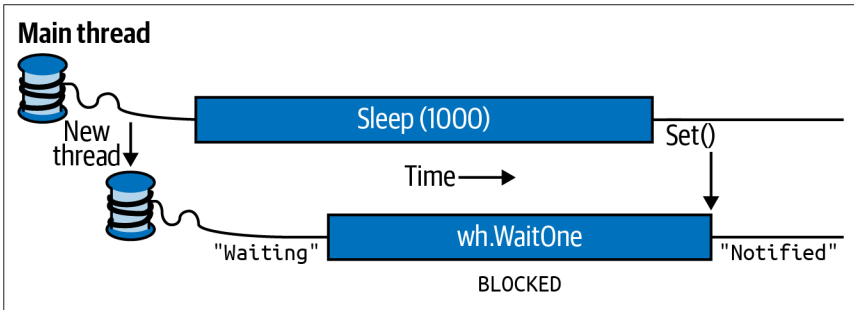 Main thread
Sleep (1000)
New
thread
Set()
Time
wh.WaitOne
"Waiting"
"Notified"
BLOCKED